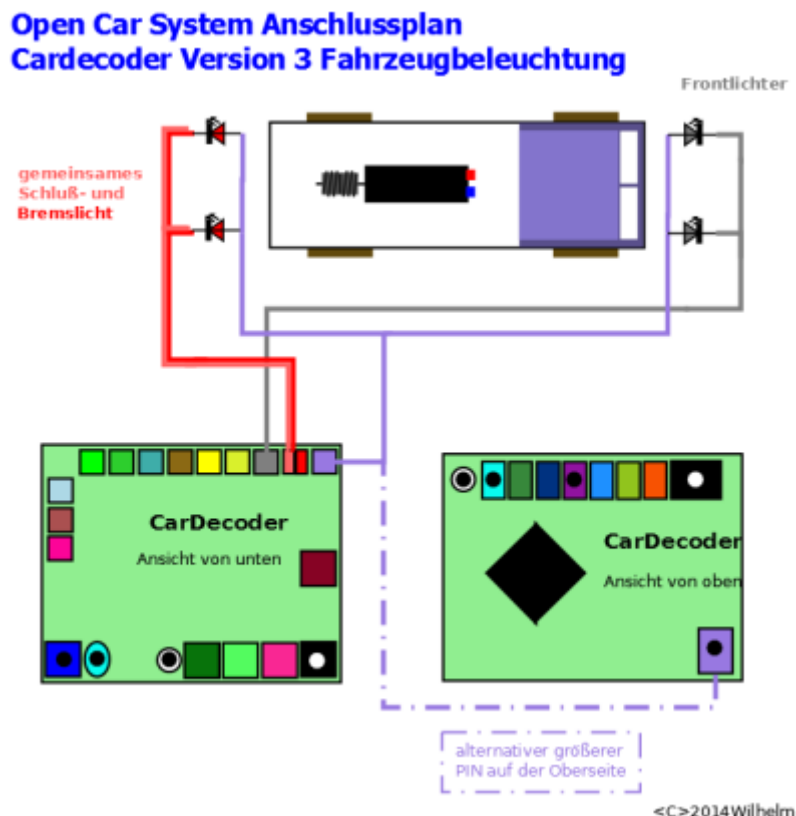 Open Car System Anschlussplan
Cardecoder Version 3 Fahrzeugbeleuchtung
Frontlichter
gemeinsames
Schluß- und
Bremslicht
CarDecoder
Ansicht von unten
CarDecoder
Ansicht von oben
alternativer größerer
PIN auf der Oberseite
<C>2014Wilhelm